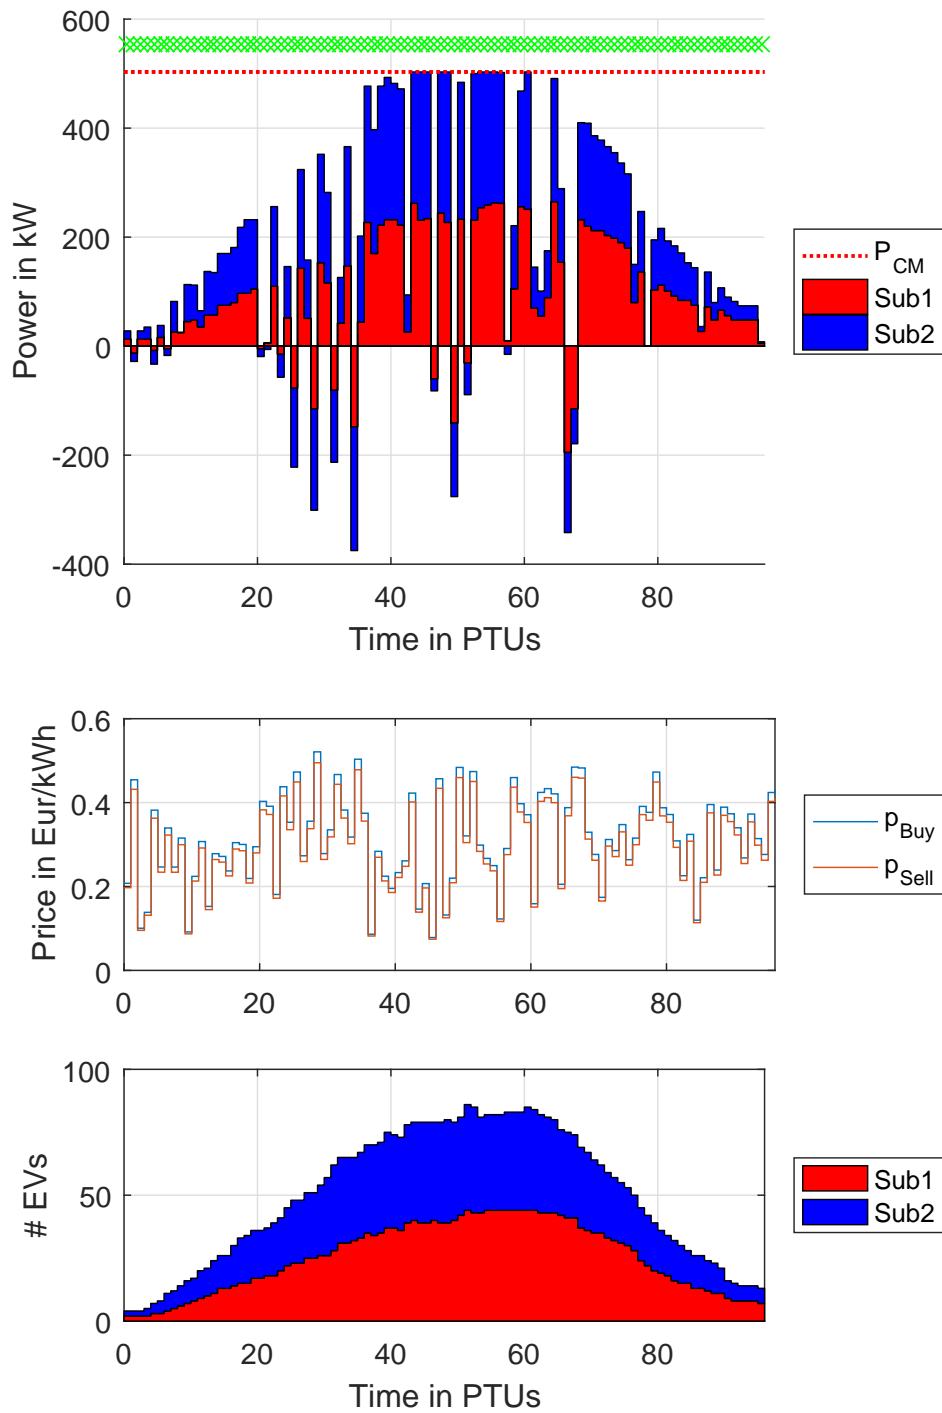 600
400
200
0
-200
-400
Power in kW
0 20 40 60 80
Time in PTUs
P_CM
Sub1
Sub2
0.6
0.4
0.2
0
Price in Eur/kWh
0 20 40 60 80
p_Buy
p_Sell
100
50
0
# EVs
0 20 40 60 80
Time in PTUs
Sub1
Sub2